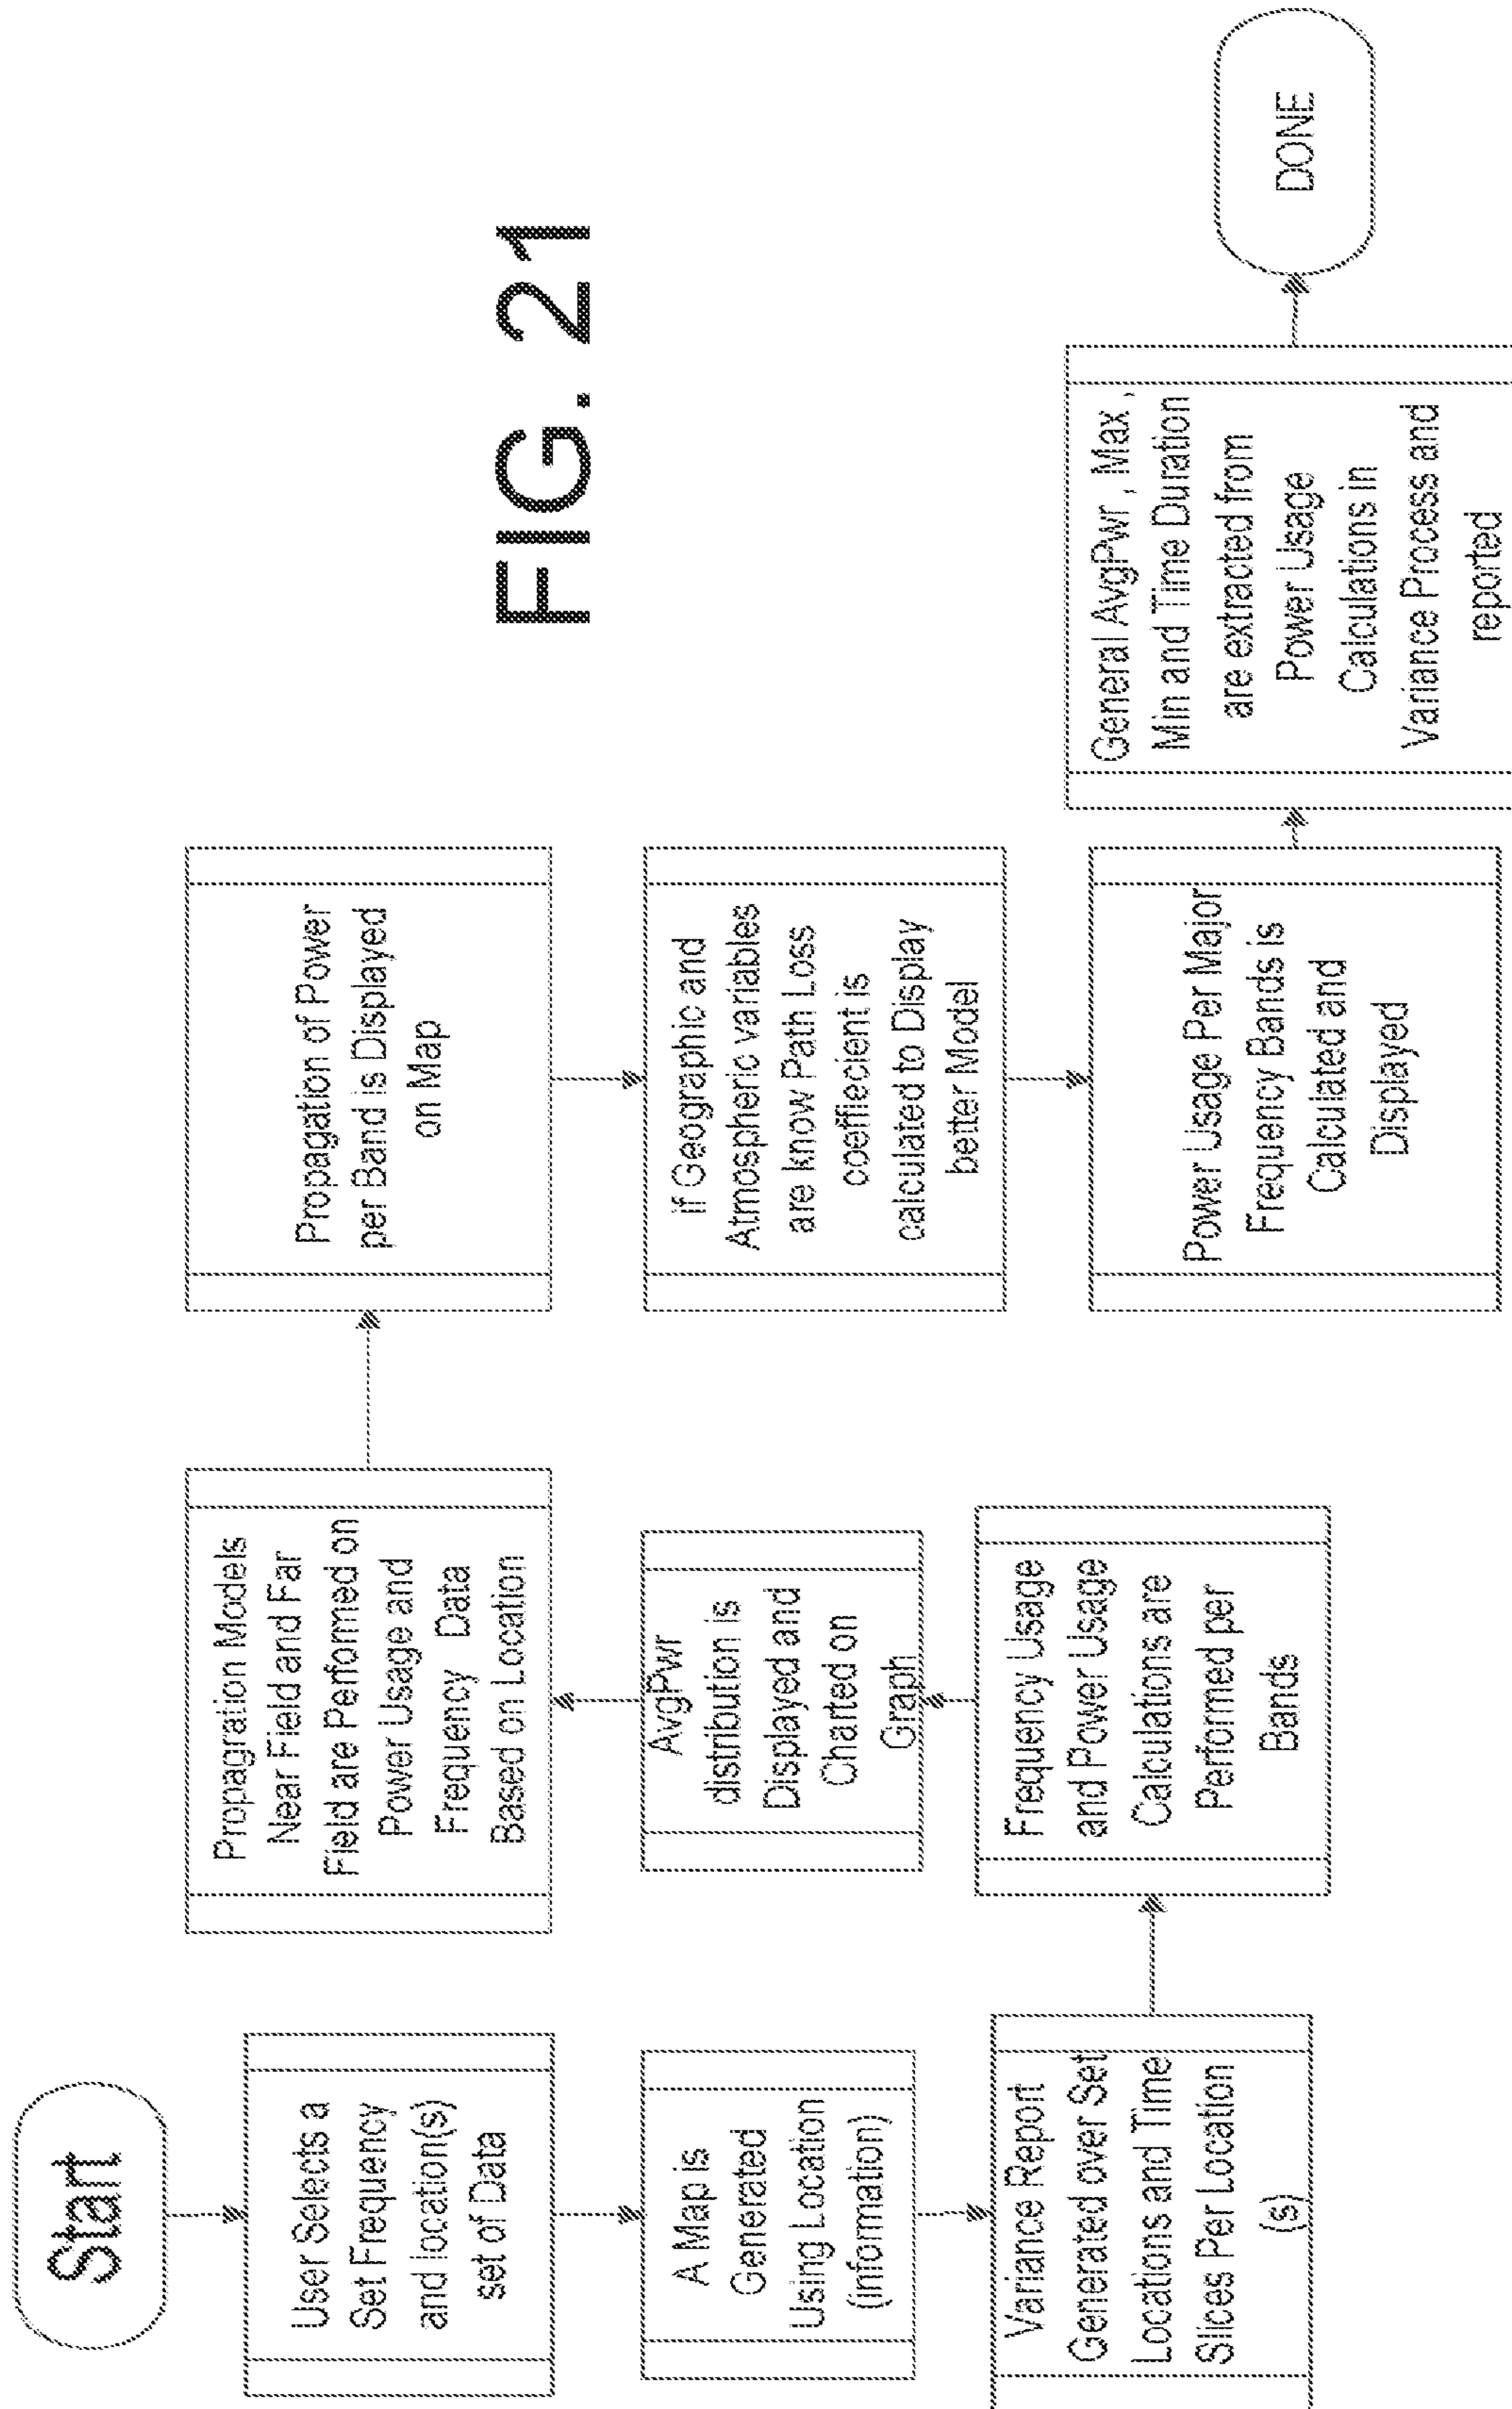 Start
User Selects a
Set Frequency
and location(s)
set of Data
A Map is
Generated
Using Location
(information)
Variance Report
Generated over Set
Locations and Time
Slices Per Location
(s)
Frequency Usage
and Power Usage
Calculations are
Performed per
Bands
AvgPwr
distribution is
Displayed and
Charted on
Graph
Propagration Models
Near Field and Far
Field are Performed on
Power Usage and
Frequency Data
Based on Location
Propagation of Power
per Band is Displayed
on Map
if Geographic and
Atmospheric variables
are know Path Loss
coeffiecient is
calculated to Display
better Model
Power Usage Per Major
Frequency Bands is
Calculated and
Displayed
General AvgPwr , Max ,
Min and Time Duration
are extracted from
Power Usage
Calculations in
Variance Process and
reported
DONE
FIG. 21